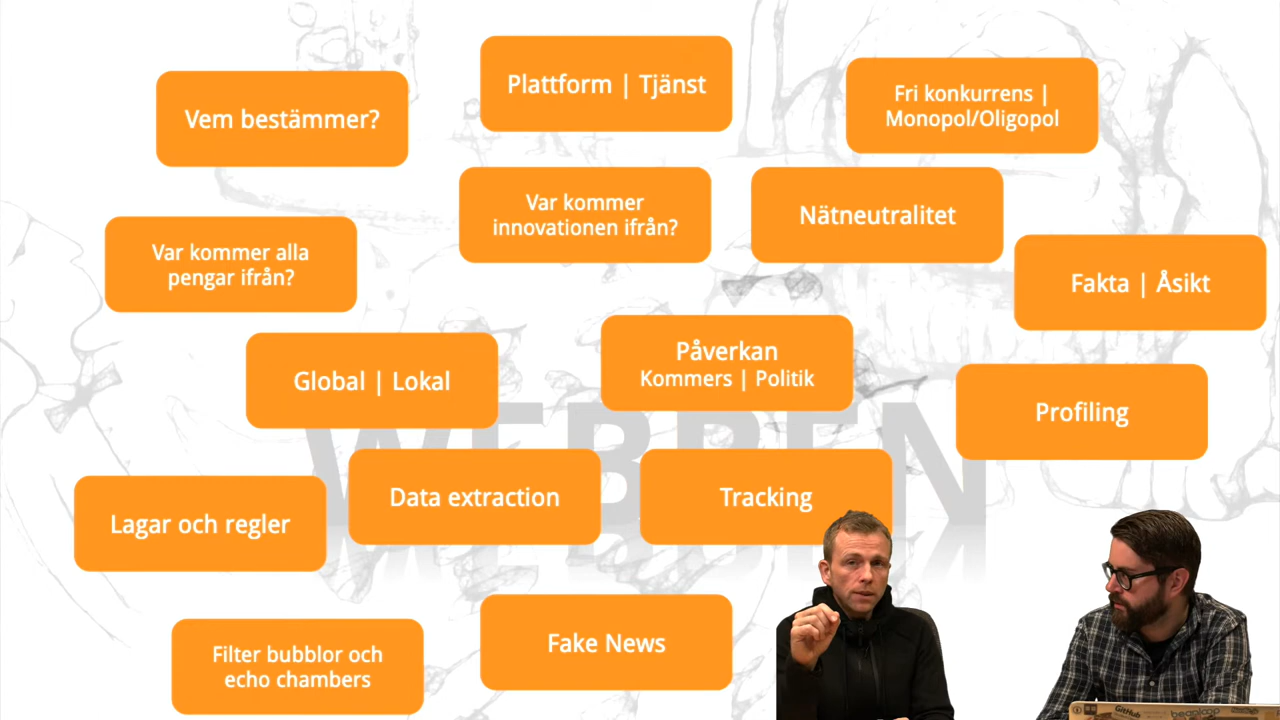 Plattform | Tjänst
Vem bestämmer?
Fri konkurrens |
Monopol/Oligopol
Var kommer
innovationen ifrån?
Nätneutralitet
Var kommer alla
pengar ifrån?
Fakta | Åsikt
Påverkan
Kommers | Politik
Global | Lokal
Profiling
WEBBEN
Data extraction
Tracking
Lagar och regler
Fake News
Filter bubblor och
echo chambers
GitHub